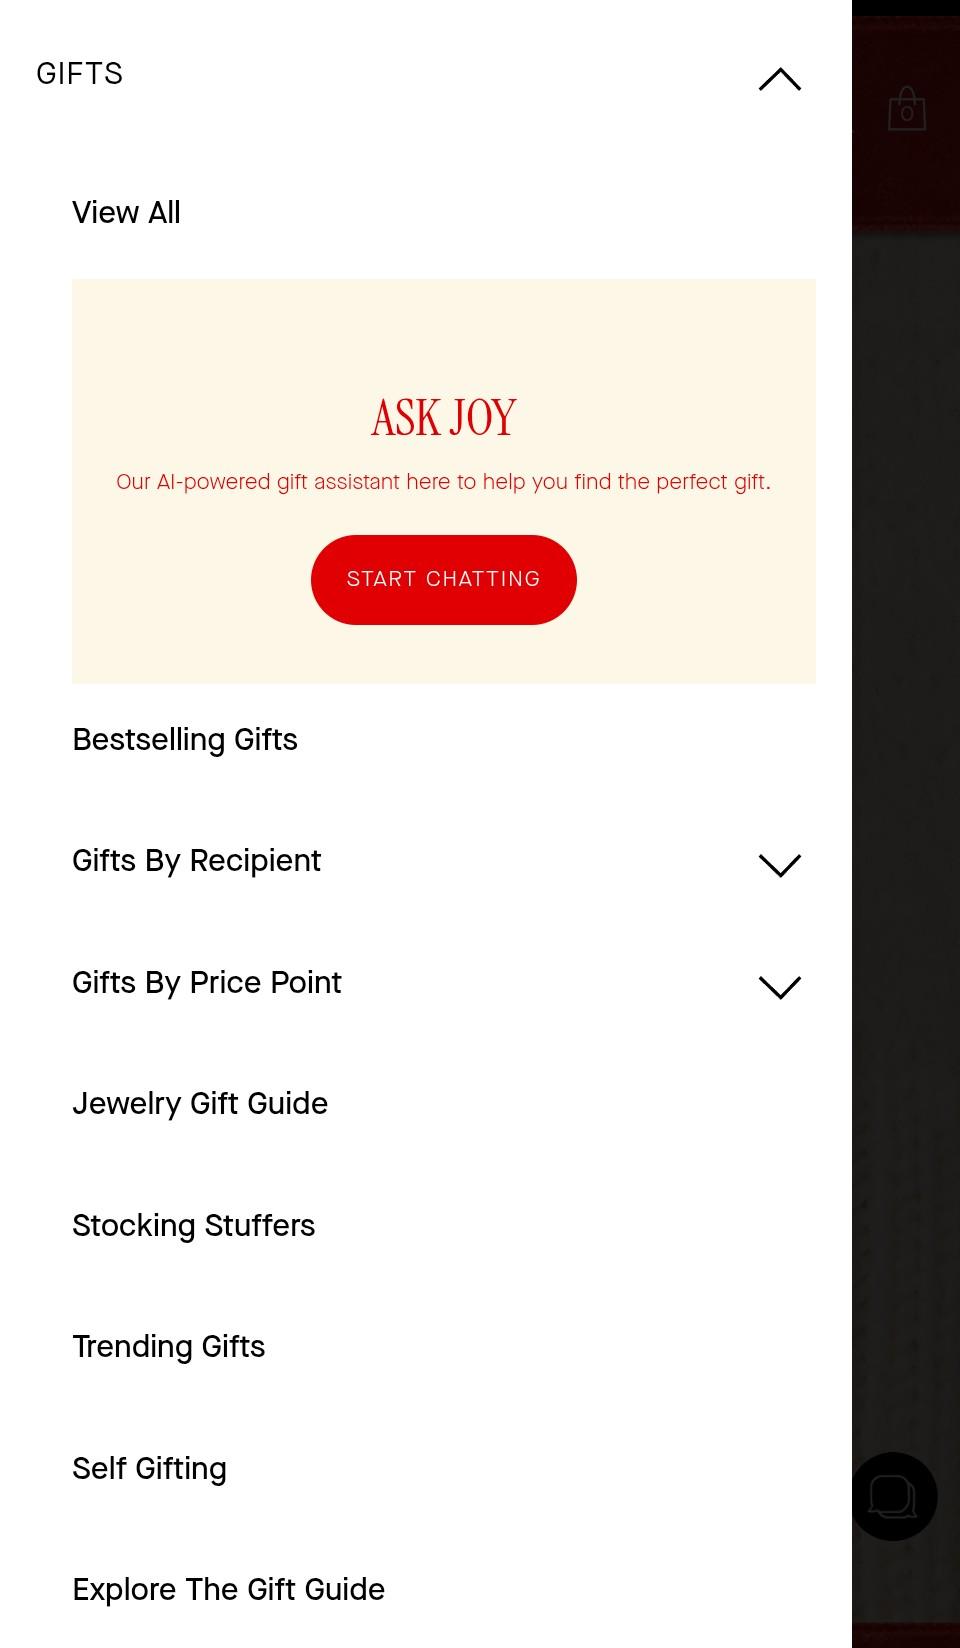 GIFTS
0
View All
ASK JOY
Our AI-powered gift assistant here to help you find the perfect gift.
START CHATTING
Bestselling Gifts
Gifts By Recipient
Gifts By Price Point
Jewelry Gift Guide
Stocking Stuffers
Trending Gifts
Self Gifting
Explore The Gift Guide